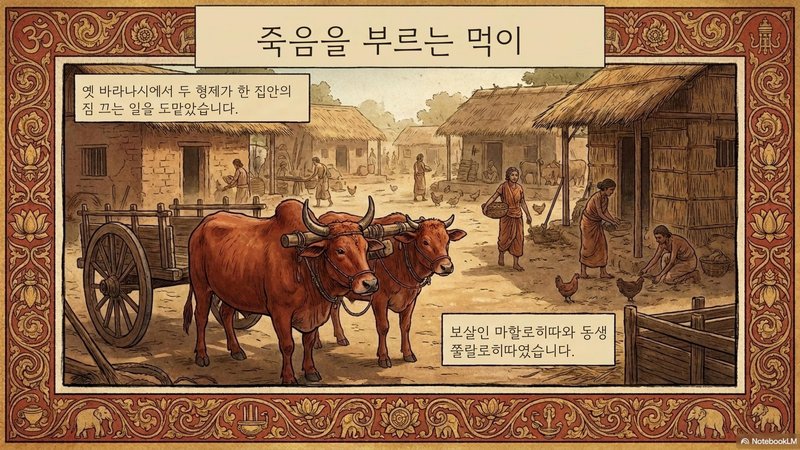 죽음을 부르는 먹이
옛 바라나시에서 두 형제가 한 집안의
짐 끄는 일을 도맡았습니다.
보살인 마할로히따와 동생
쭐랄로히따였습니다.
NotebookLM